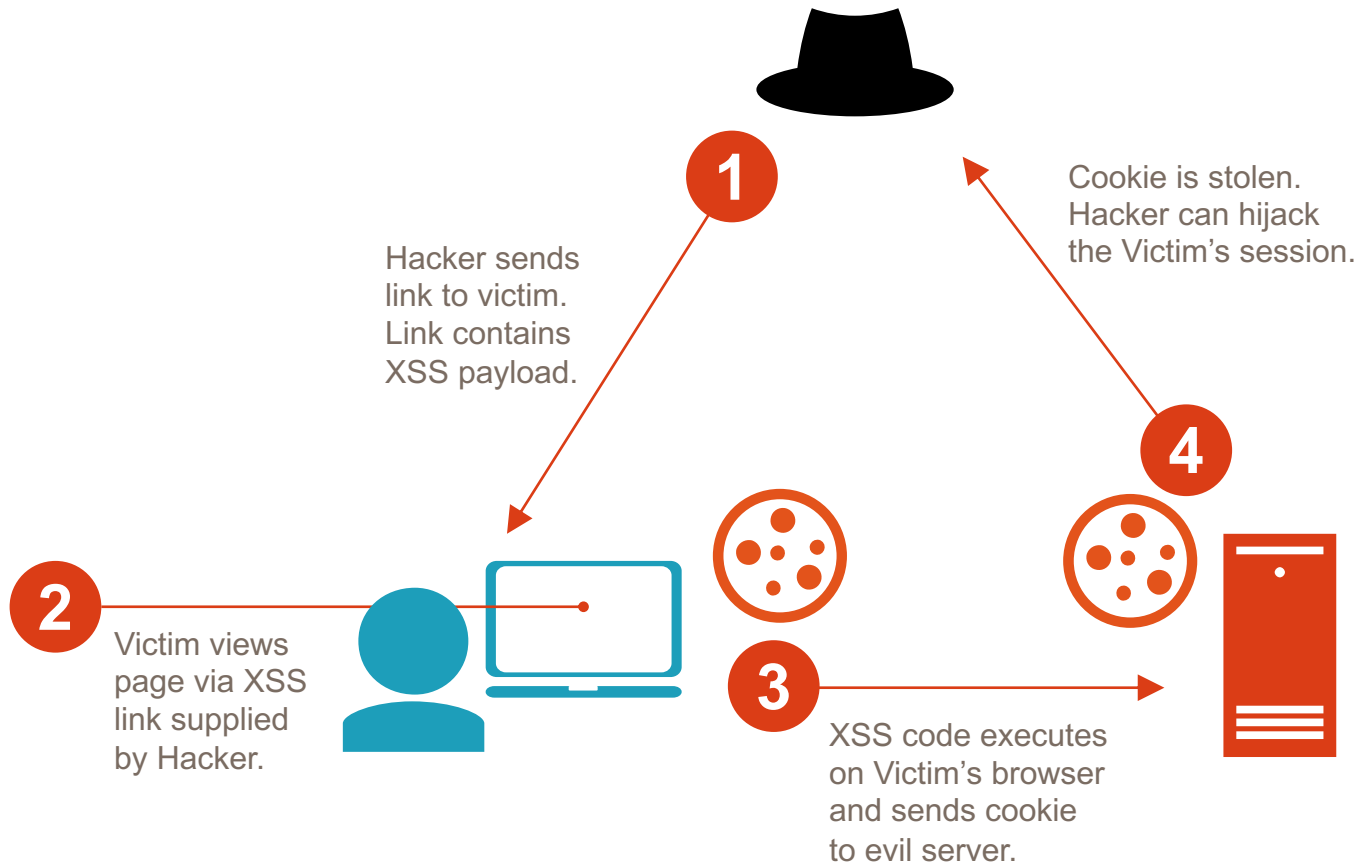 1
Hacker sends
link to victim.
Link contains
XSS payload.
2
Victim views
page via XSS
link supplied
by Hacker.
3
XSS code executes
on Victim’s browser
and sends cookie
to evil server.
4
Cookie is stolen.
Hacker can hijack
the Victim’s session.